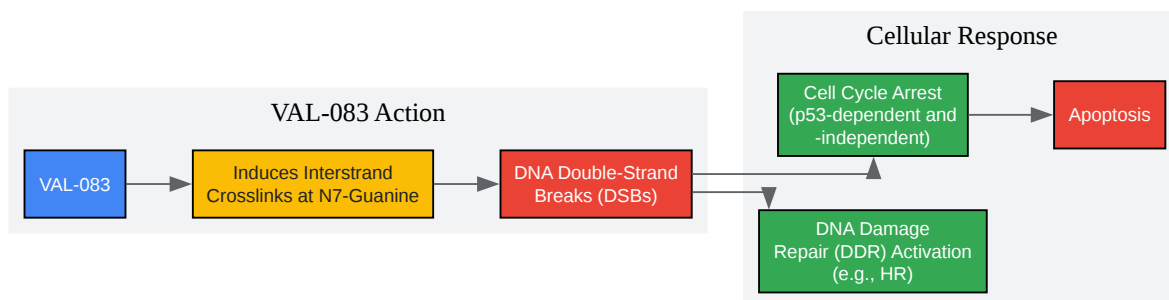 VAL-083 Action
VAL-083
Induces Interstrand
Crosslinks at N7-Guanine
DNA Double-Strand
Breaks (DSBs)
Cellular Response
Cell Cycle Arrest
(p53-dependent and
-independent)
Apoptosis
DNA Damage
Repair (DDR) Activation
(e.g., HR)